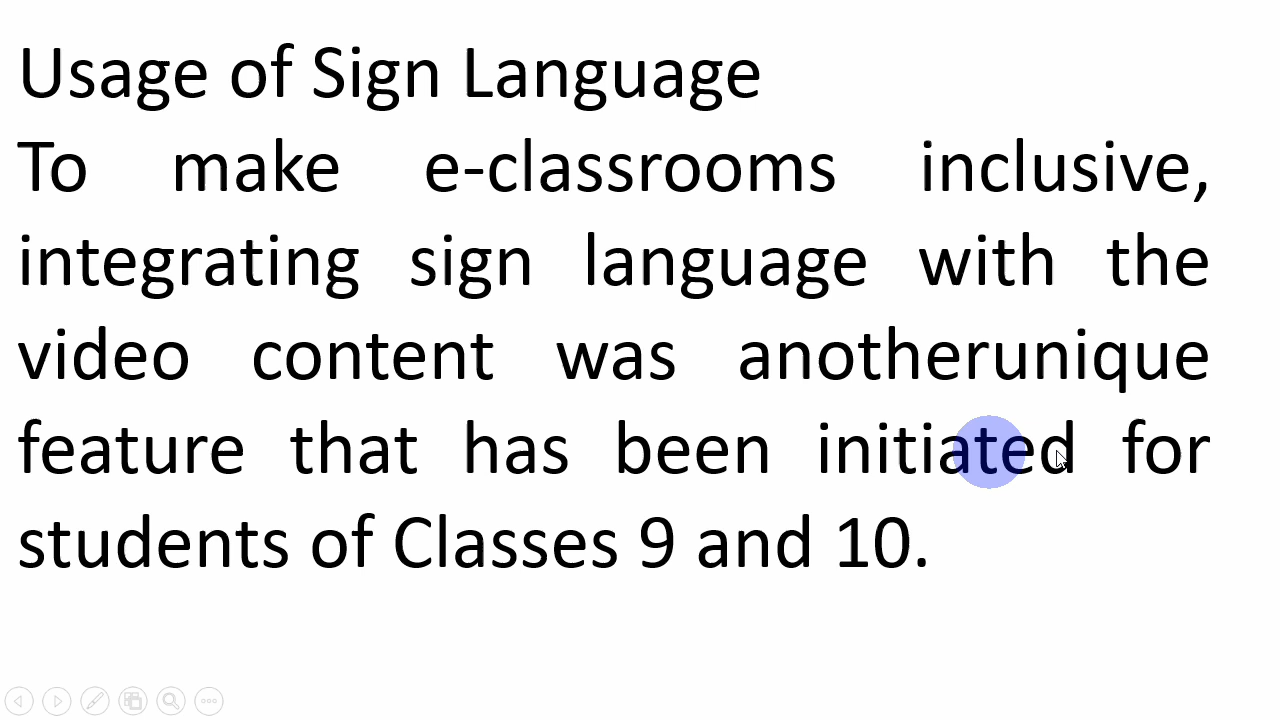 Usage of Sign Language
To make e-classrooms inclusive,
integrating sign language with the
video content was anotherunique
feature that has been initiated for
students of Classes 9 and 10.